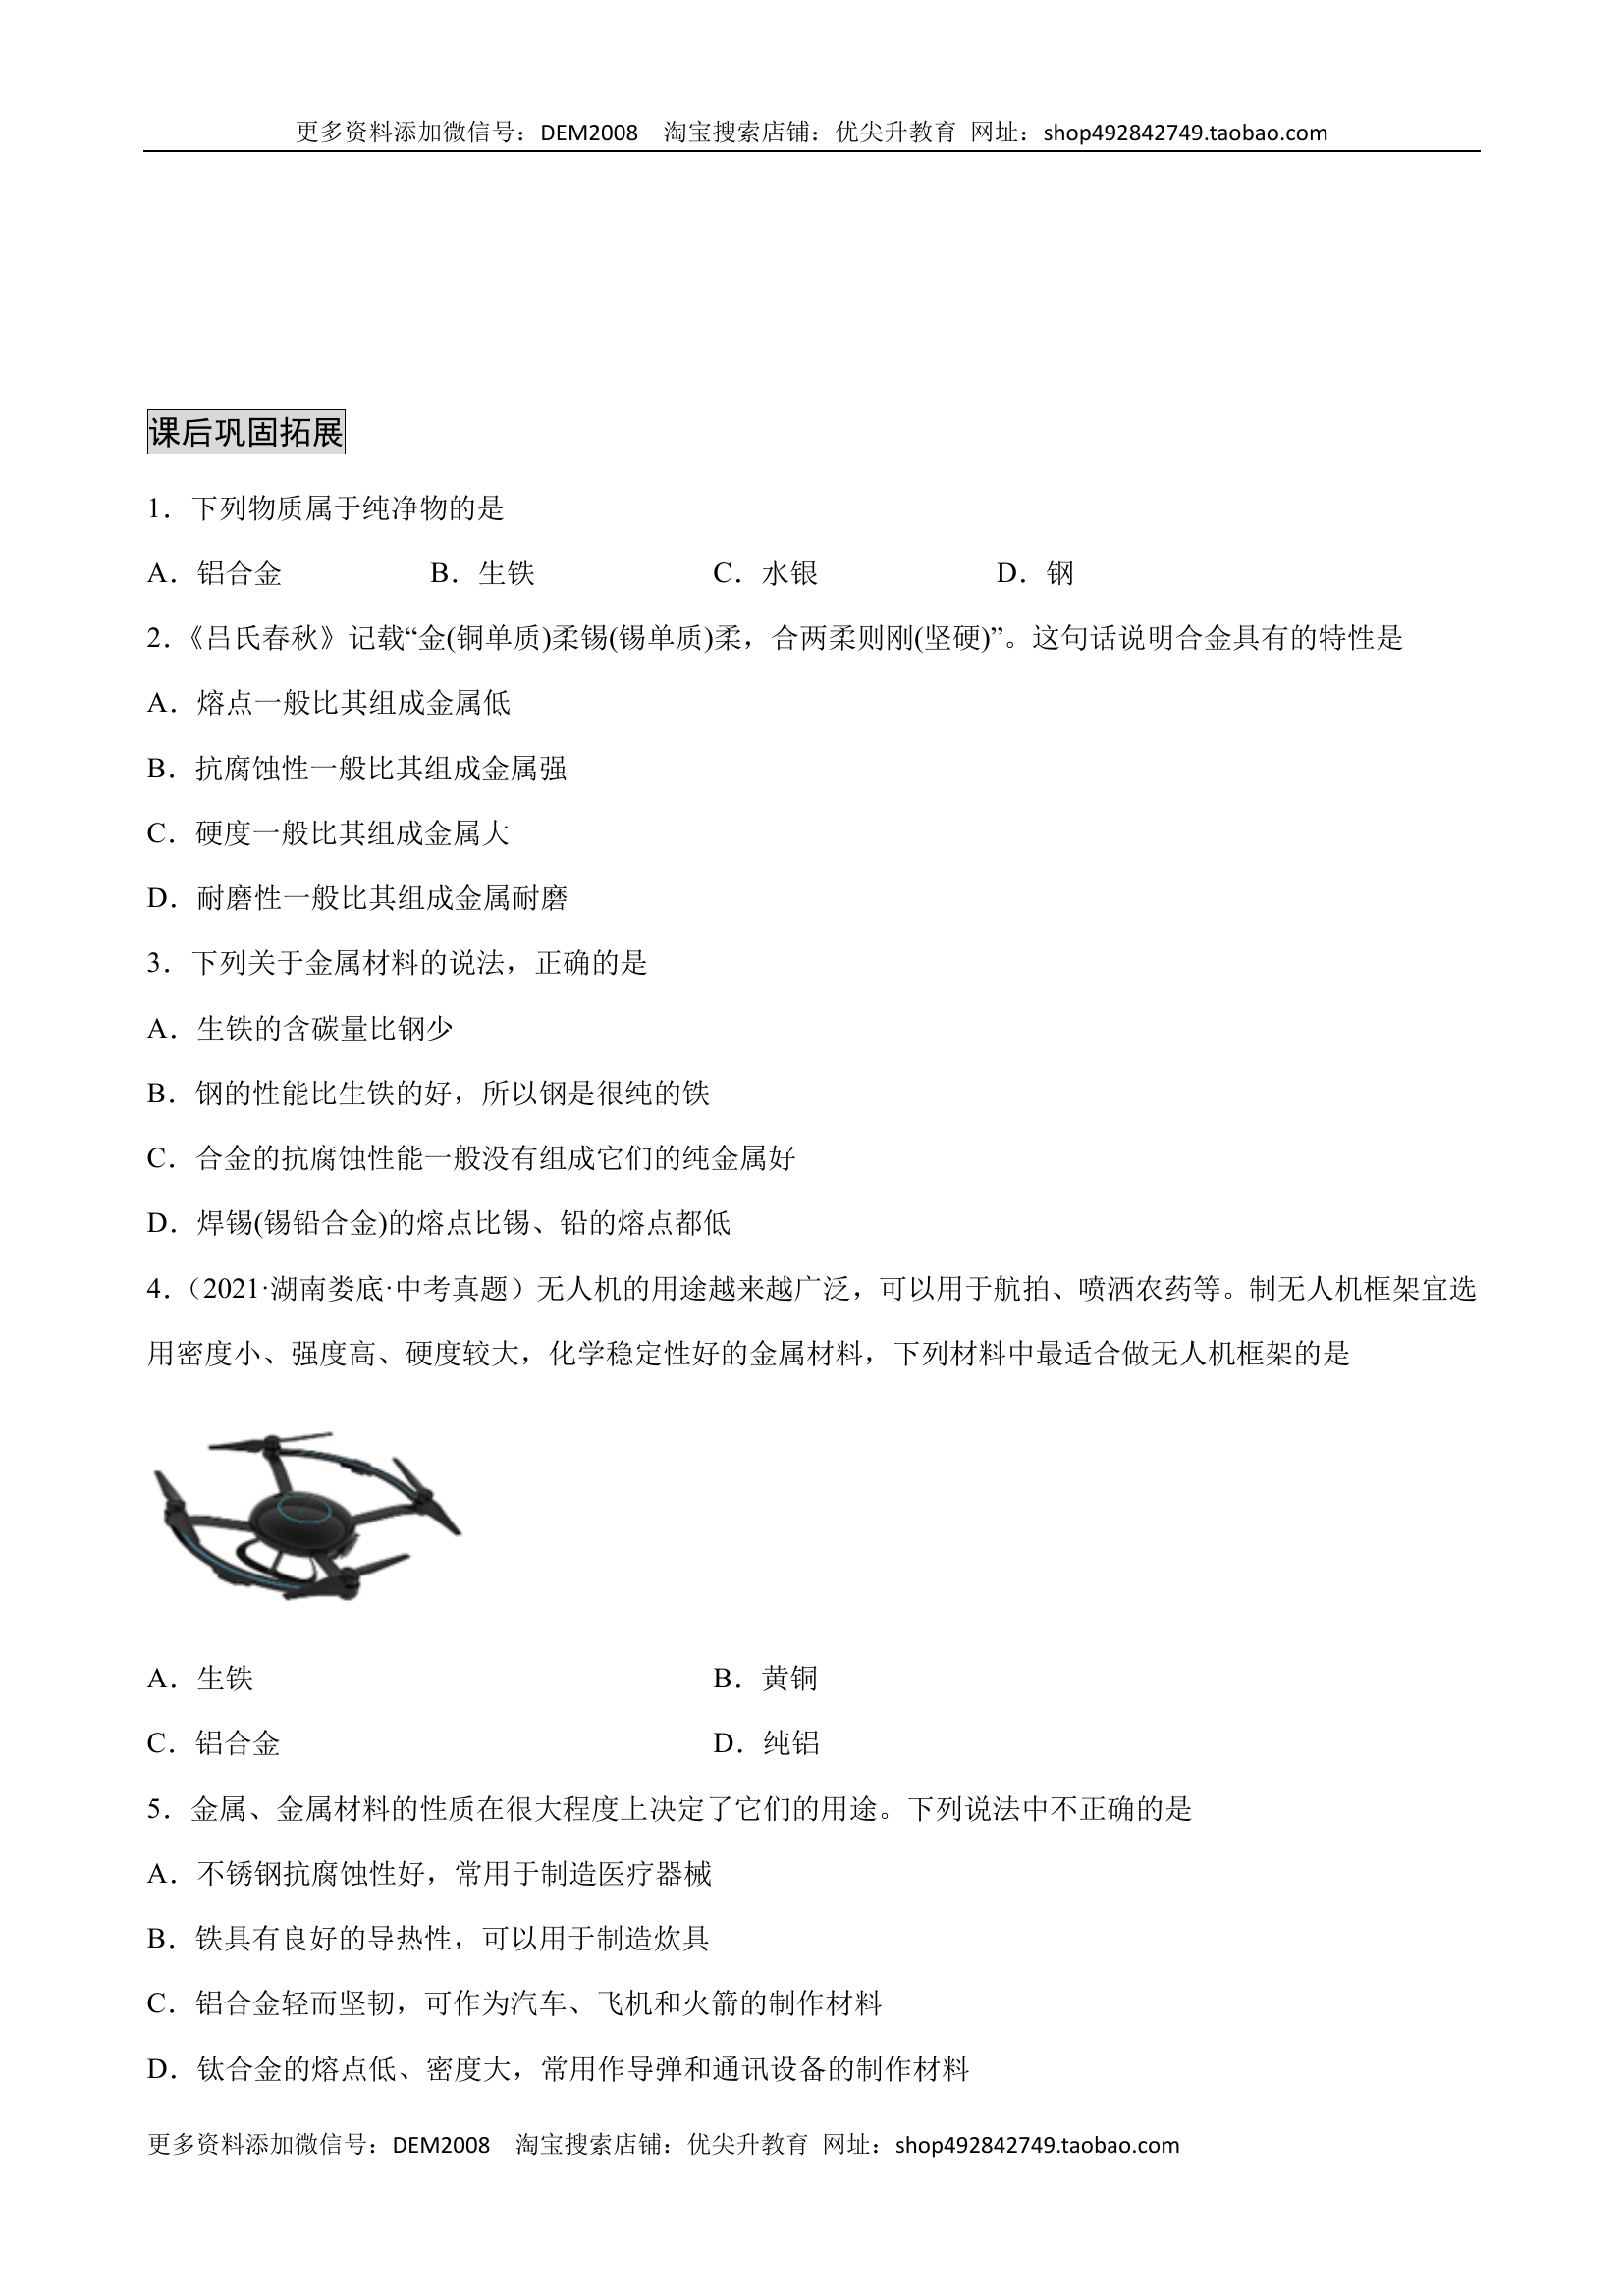 更多资料添加微信号：DEM2008 淘宝搜索店铺：优尖升教育 网址：shop492842749.taobao.com
课后巩固拓展
1．下列物质属于纯净物的是
A．铝合金 B．生铁 C．水银 D．钢
2．《吕氏春秋》记载“金(铜单质)柔锡(锡单质)柔，合两柔则刚(坚硬)”。这句话说明合金具有的特性是
A．熔点一般比其组成金属低
B．抗腐蚀性一般比其组成金属强
C．硬度一般比其组成金属大
D．耐磨性一般比其组成金属耐磨
3．下列关于金属材料的说法，正确的是
A．生铁的含碳量比钢少
B．钢的性能比生铁的好，所以钢是很纯的铁
C．合金的抗腐蚀性能一般没有组成它们的纯金属好
D．焊锡(锡铅合金)的熔点比锡、铅的熔点都低
4．（2021·湖南娄底·中考真题）无人机的用途越来越广泛，可以用于航拍、喷洒农药等。制无人机框架宜选
用密度小、强度高、硬度较大，化学稳定性好的金属材料，下列材料中最适合做无人机框架的是
A．生铁 B．黄铜
C．铝合金 D．纯铝
5．金属、金属材料的性质在很大程度上决定了它们的用途。下列说法中不正确的是
A．不锈钢抗腐蚀性好，常用于制造医疗器械
B．铁具有良好的导热性，可以用于制造炊具
C．铝合金轻而坚韧，可作为汽车、飞机和火箭的制作材料
D．钛合金的熔点低、密度大，常用作导弹和通讯设备的制作材料
更多资料添加微信号：DEM2008 淘宝搜索店铺：优尖升教育 网址：shop492842749.taobao.com